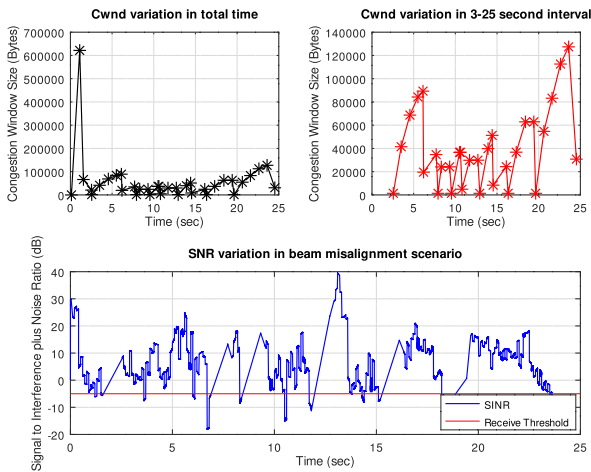 Cwnd variation in total time
Congestion Window Size (Bytes)
700000
600000
500000
400000
300000
200000
100000
0
0 5 10 15 20 25
Time (sec)
Cwnd variation in 3-25 second interval
Congestion Window Size (Bytes)
140000
120000
100000
80000
60000
40000
20000
0
0 5 10 15 20 25
Time (sec)
SNR variation in beam misalignment scenario
Signal to Interference plus Noise Ratio (dB)
40
30
20
10
0
-10
-20
0 5 10 15 20 25
Time (sec)
SINR
Receive Threshold